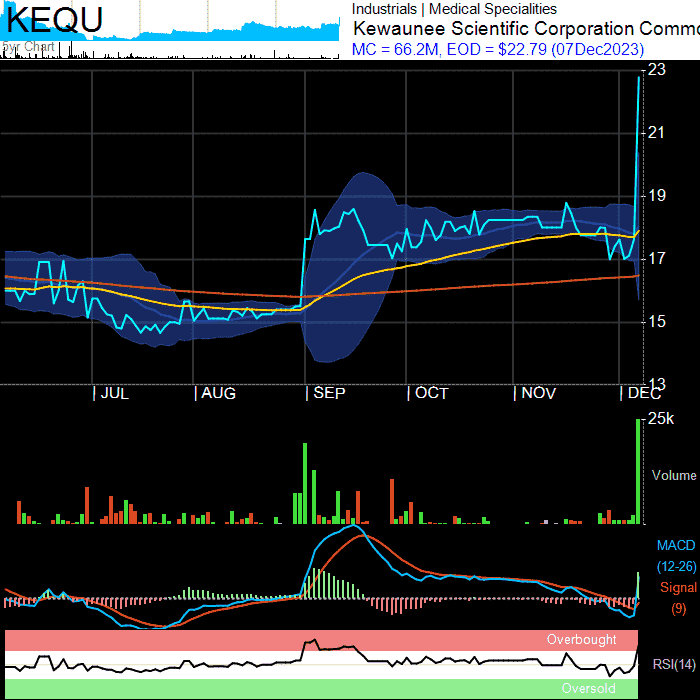 KEQU
5yr Chart
Industrials | Medical Specialities
Kewaunee Scientific Corporation Commo
MC = 66.2M, EOD = $22.79 (07Dec2023)
23
21
19
17
15
13
JUL AUG SEP OCT NOV DEC
25k
Volume
MACD
(12-26)
Signal
(9)
Overbought
RSI(14)
Oversold